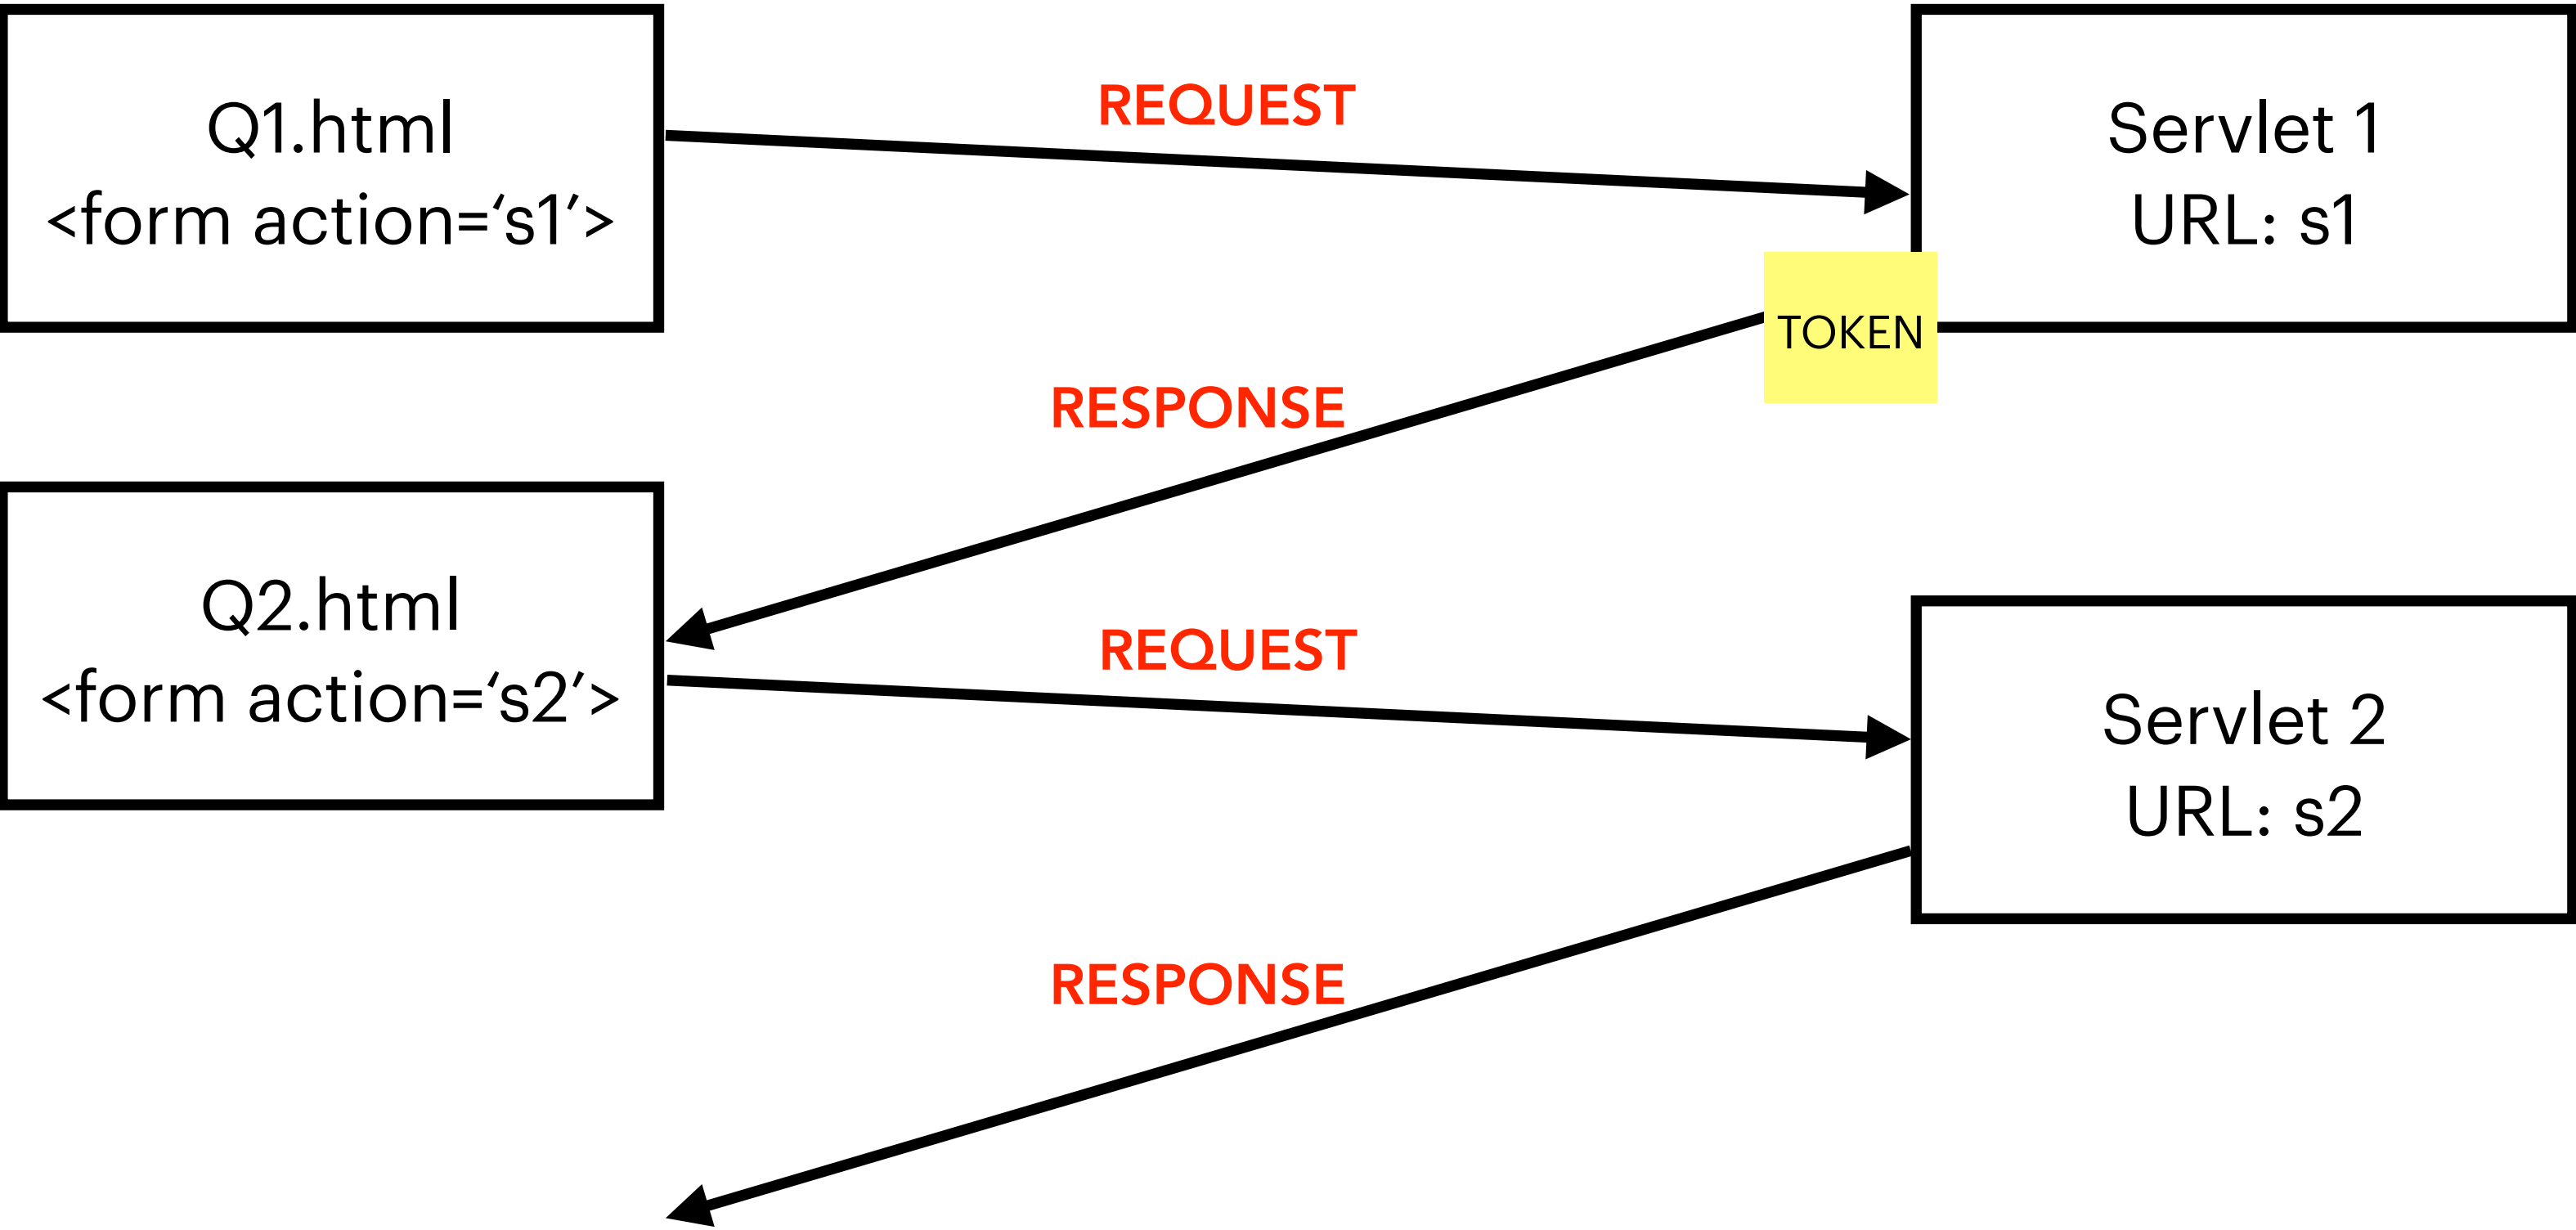 Q1.html
<form action=‘s1’>
REQUEST
Servlet 1
URL: s1
TOKEN
RESPONSE
Q2.html
<form action=‘s2’>
REQUEST
Servlet 2
URL: s2
RESPONSE